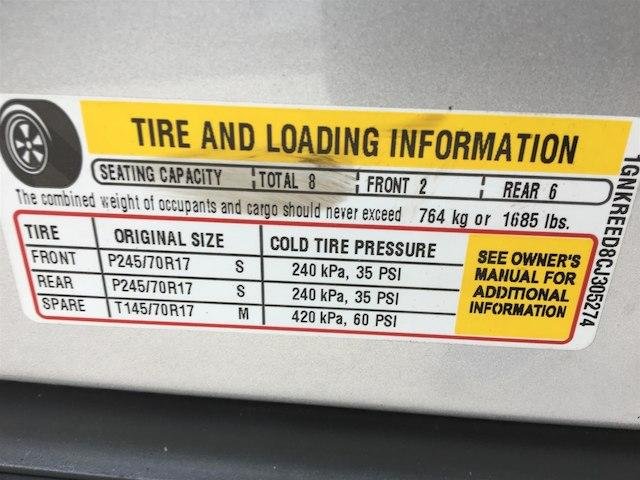 TIRE AND LOADING INFORMATION
SEATING CAPACITY TOTAL 8 FRONT 2 REAR 6
The combined weight of occupants and cargo should never exceed 764 kg or 1685 lbs.
TIRE ORIGINAL SIZE COLD TIRE PRESSURE
FRONT P245/70R17 S 240 kPa, 35 PSI
REAR P245/70R17 S 240 kPa, 35 PSI
SPARE T145/70R17 M 420 kPa, 60 PSI
SEE OWNER'S
MANUAL FOR
ADDITIONAL
INFORMATION
1GNKREED8CJ305274